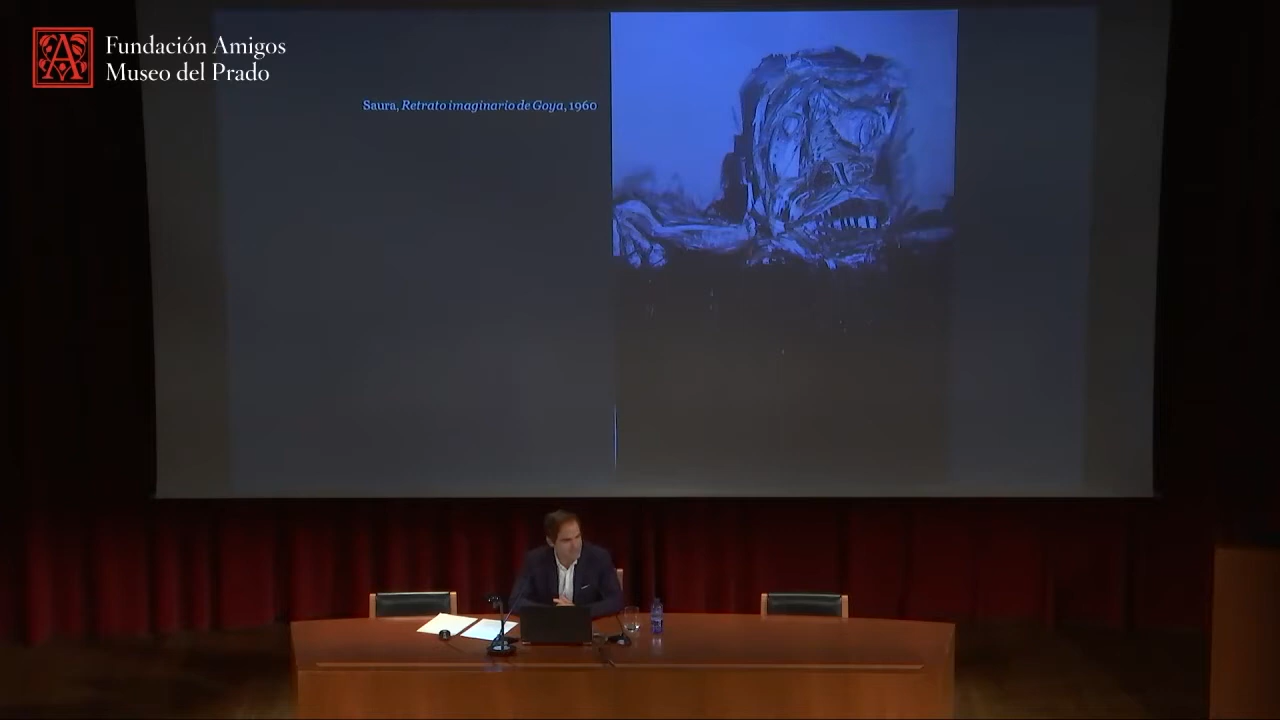 Fundación Amigos
Museo del Prado
Saura, Retrato imaginario de Goya, 1960